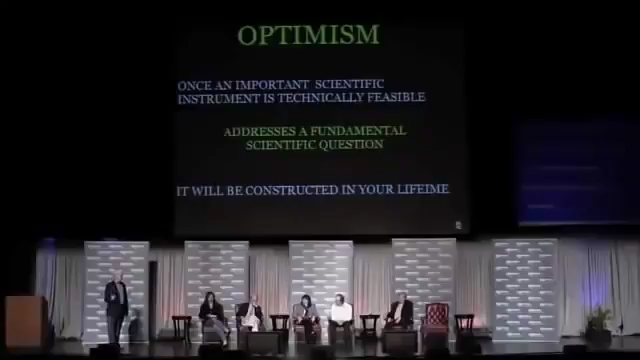 OPTIMISM
ONCE AN IMPORTANT SCIENTIFIC
INSTRUMENT IS TECHNICALLY FEASIBLE
ADDRESSES A FUNDAMENTAL
SCIENTIFIC QUESTION
IT WILL BE CONSTRUCTED IN YOUR LIFEIME